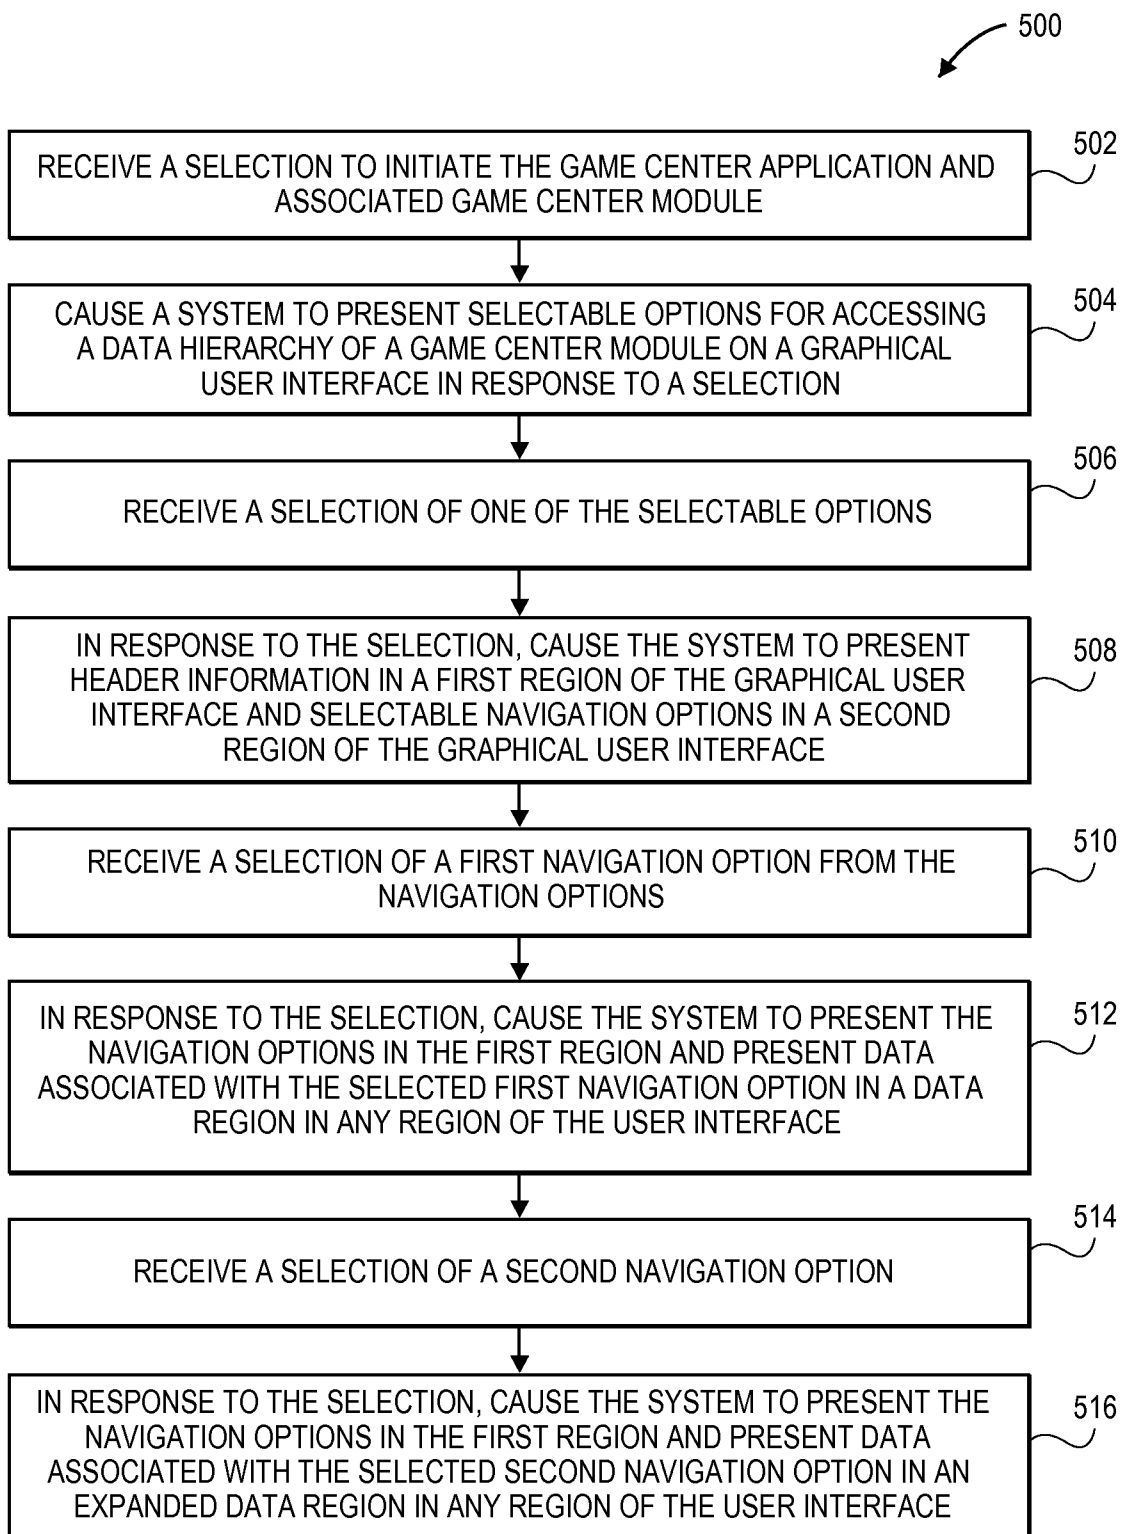 500
RECEIVE A SELECTION TO INITIATE THE GAME CENTER APPLICATION AND
ASSOCIATED GAME CENTER MODULE
502
CAUSE A SYSTEM TO PRESENT SELECTABLE OPTIONS FOR ACCESSING
A DATA HIERARCHY OF A GAME CENTER MODULE ON A GRAPHICAL
USER INTERFACE IN RESPONSE TO A SELECTION
504
RECEIVE A SELECTION OF ONE OF THE SELECTABLE OPTIONS
506
IN RESPONSE TO THE SELECTION, CAUSE THE SYSTEM TO PRESENT
HEADER INFORMATION IN A FIRST REGION OF THE GRAPHICAL USER
INTERFACE AND SELECTABLE NAVIGATION OPTIONS IN A SECOND
REGION OF THE GRAPHICAL USER INTERFACE
508
RECEIVE A SELECTION OF A FIRST NAVIGATION OPTION FROM THE
NAVIGATION OPTIONS
510
IN RESPONSE TO THE SELECTION, CAUSE THE SYSTEM TO PRESENT THE
NAVIGATION OPTIONS IN THE FIRST REGION AND PRESENT DATA
ASSOCIATED WITH THE SELECTED FIRST NAVIGATION OPTION IN A DATA
REGION IN ANY REGION OF THE USER INTERFACE
512
RECEIVE A SELECTION OF A SECOND NAVIGATION OPTION
514
IN RESPONSE TO THE SELECTION, CAUSE THE SYSTEM TO PRESENT THE
NAVIGATION OPTIONS IN THE FIRST REGION AND PRESENT DATA
ASSOCIATED WITH THE SELECTED SECOND NAVIGATION OPTION IN AN
EXPANDED DATA REGION IN ANY REGION OF THE USER INTERFACE
516